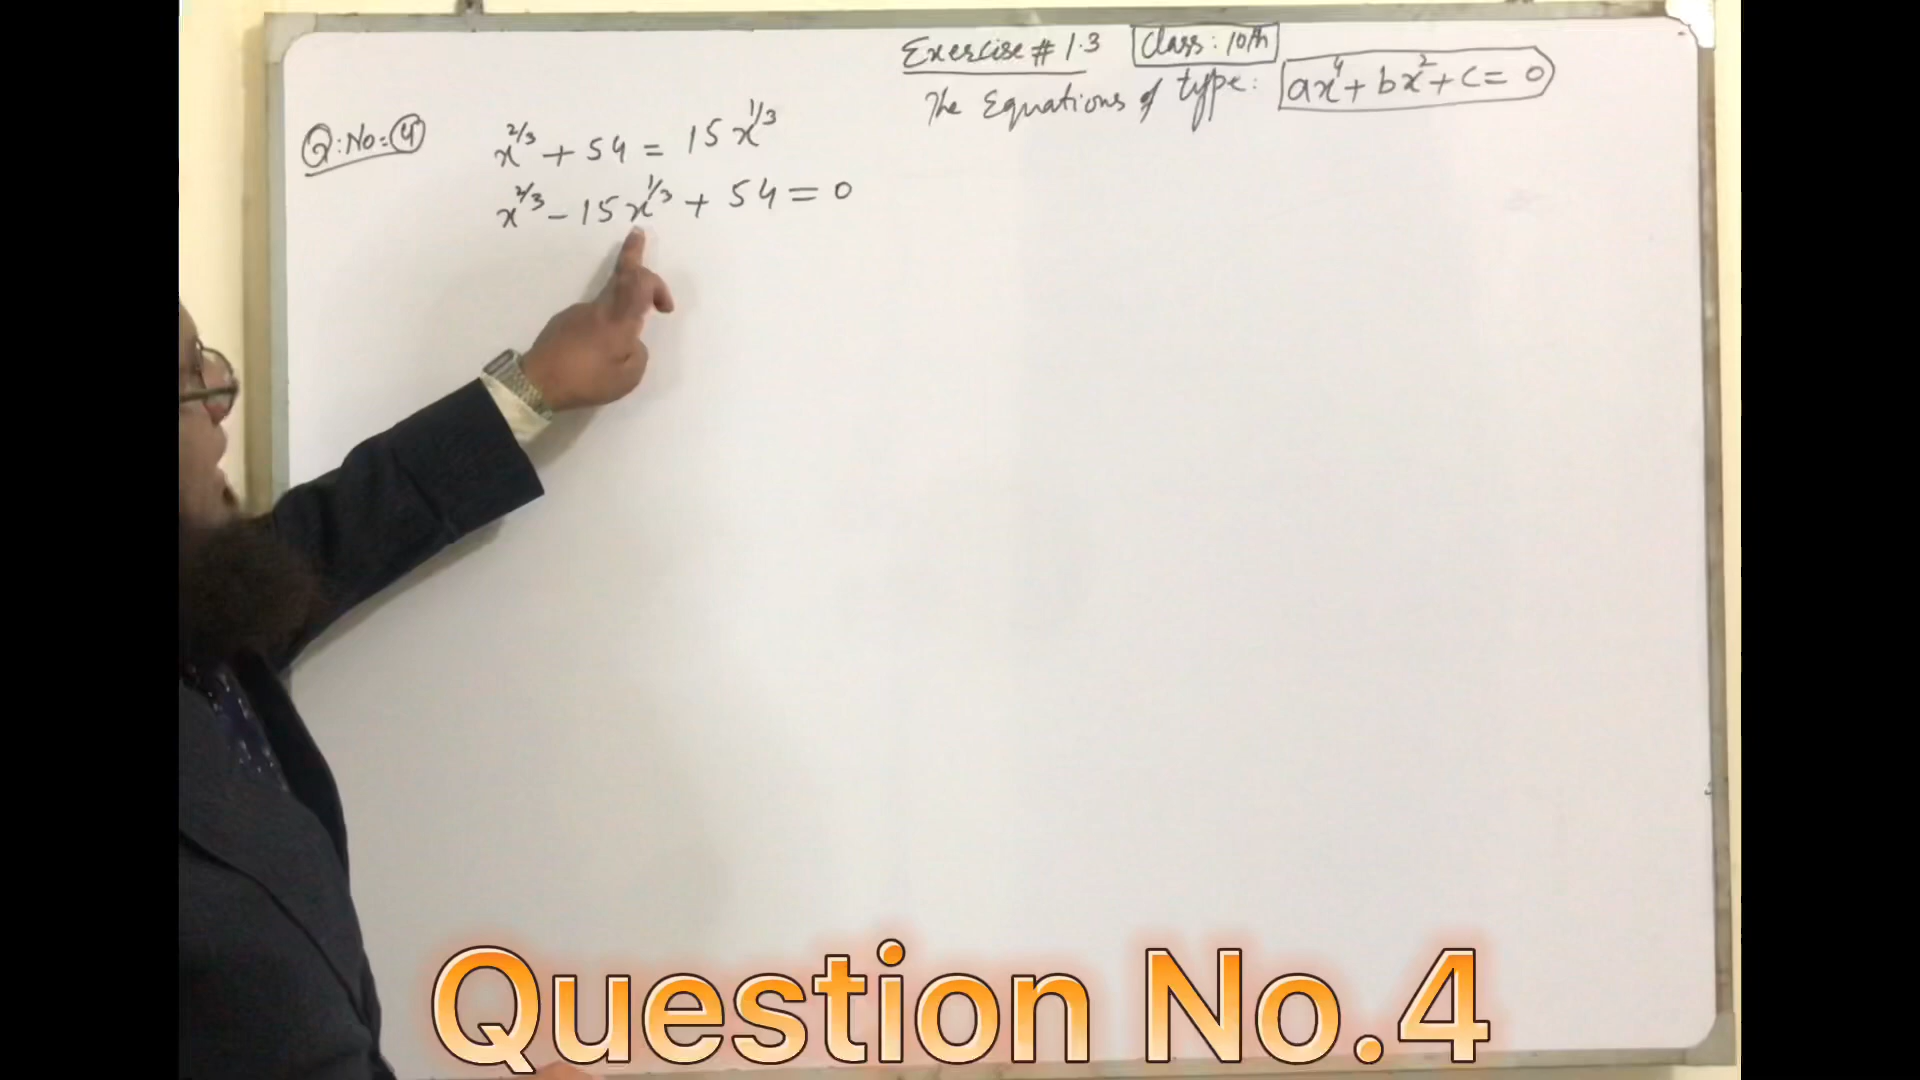 Exercise # 1.3 Class: 10th
The Equations of type: ax⁴ + bx² + c = 0
Q:No:4 x^2/3 + 54 = 15x^1/3
x^2/3 - 15x^1/3 + 54 = 0
Question No.4